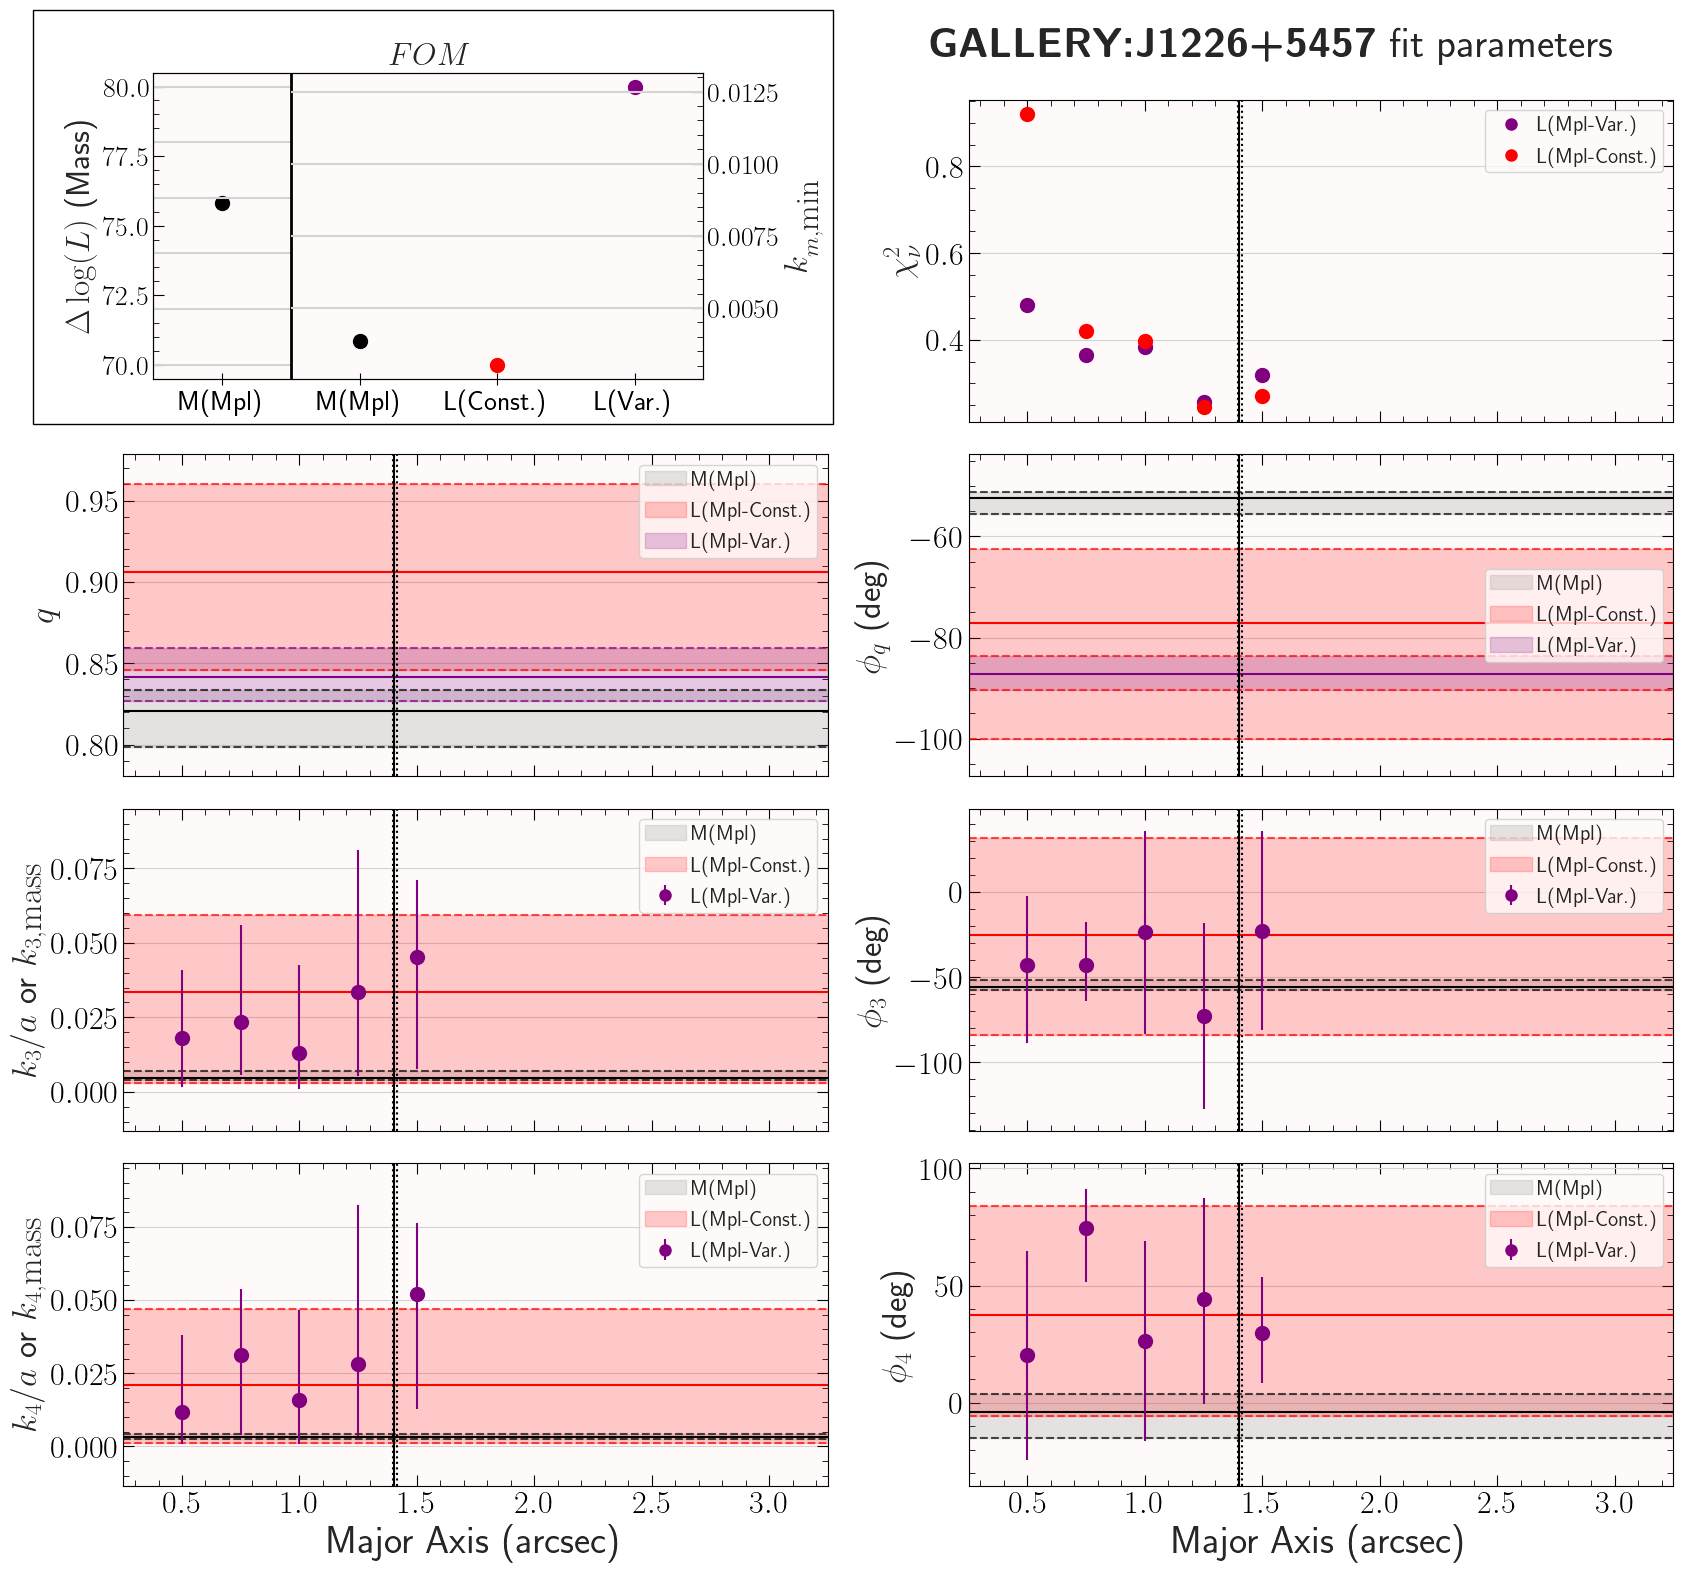 FOM
GALLERY:J1226+5457 fit parameters
Δ log(L) (Mass)
80.0
77.5
75.0
72.5
70.0
0.0125
0.0100
0.0075
0.0050
k_{m,min}
M(Mpl) M(Mpl) L(Const.) L(Var.)
χ²_ν
0.8
0.6
0.4
L(Mpl-Var.)
L(Mpl-Const.)
q
0.95
0.90
0.85
0.80
M(Mpl)
L(Mpl-Const.)
L(Mpl-Var.)
ϕ_q (deg)
−60
−80
−100
M(Mpl)
L(Mpl-Const.)
L(Mpl-Var.)
k_3/a or k_{3,mass}
0.075
0.050
0.025
0.000
M(Mpl)
L(Mpl-Const.)
L(Mpl-Var.)
ϕ_3 (deg)
0
−50
−100
M(Mpl)
L(Mpl-Const.)
L(Mpl-Var.)
k_4/a or k_{4,mass}
0.075
0.050
0.025
0.000
M(Mpl)
L(Mpl-Const.)
L(Mpl-Var.)
0.5 1.0 1.5 2.0 2.5 3.0
Major Axis (arcsec)
ϕ_4 (deg)
100
50
0
M(Mpl)
L(Mpl-Const.)
L(Mpl-Var.)
0.5 1.0 1.5 2.0 2.5 3.0
Major Axis (arcsec)